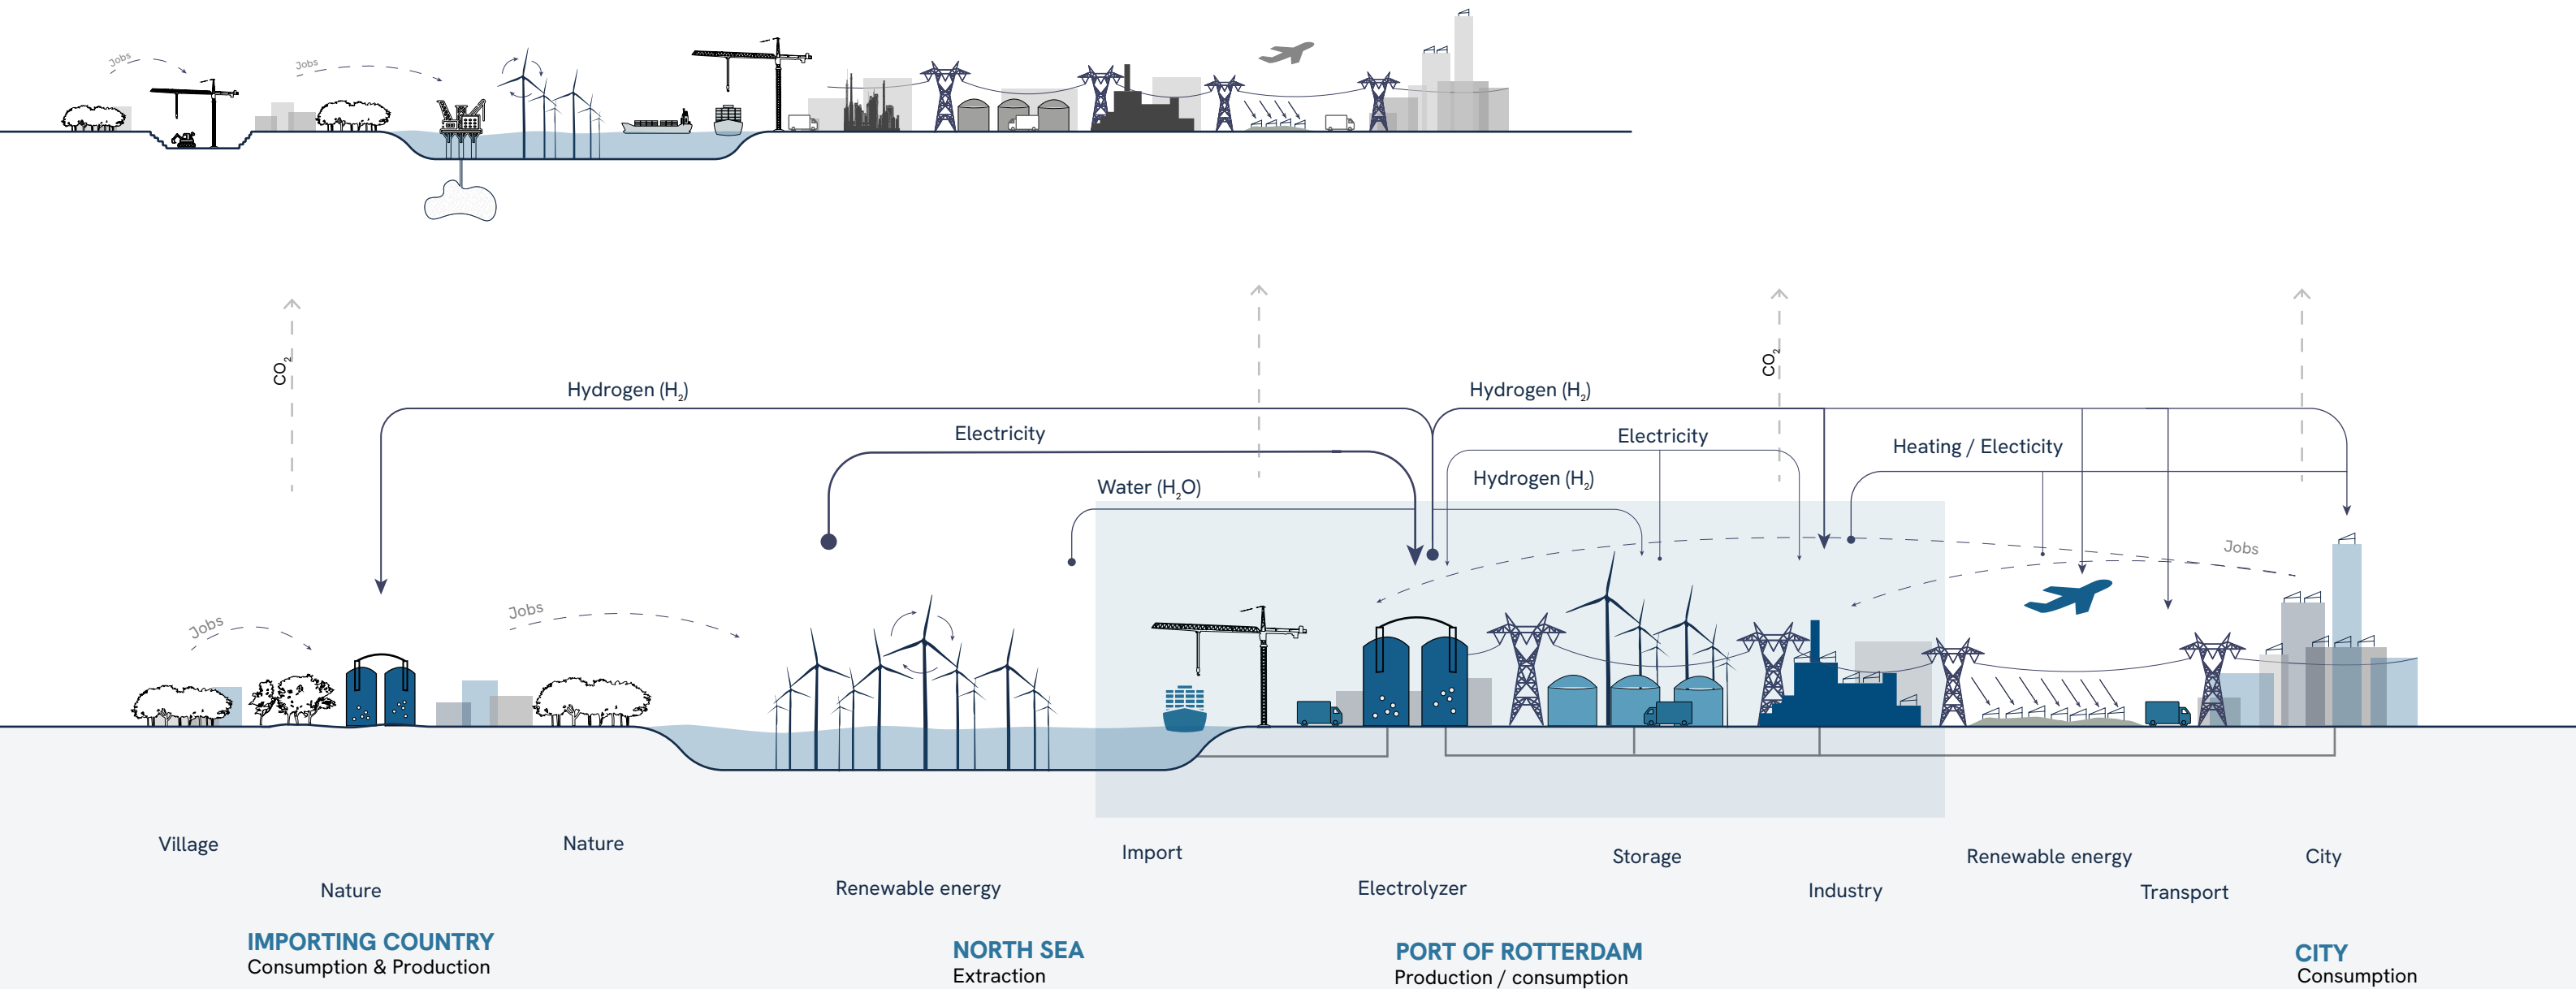 Jobs
Jobs
CO2
CO2
Hydrogen (H2)
Hydrogen (H2)
Electricity
Electricity
Heating / Electicity
Water (H2O)
Hydrogen (H2)
Jobs
Jobs
Jobs
Village
Nature
Import
Storage
Renewable energy
City
Nature
Renewable energy
Electrolyzer
Industry
Transport
IMPORTING COUNTRY
Consumption & Production
NORTH SEA
Extraction
PORT OF ROTTERDAM
Production / consumption
CITY
Consumption